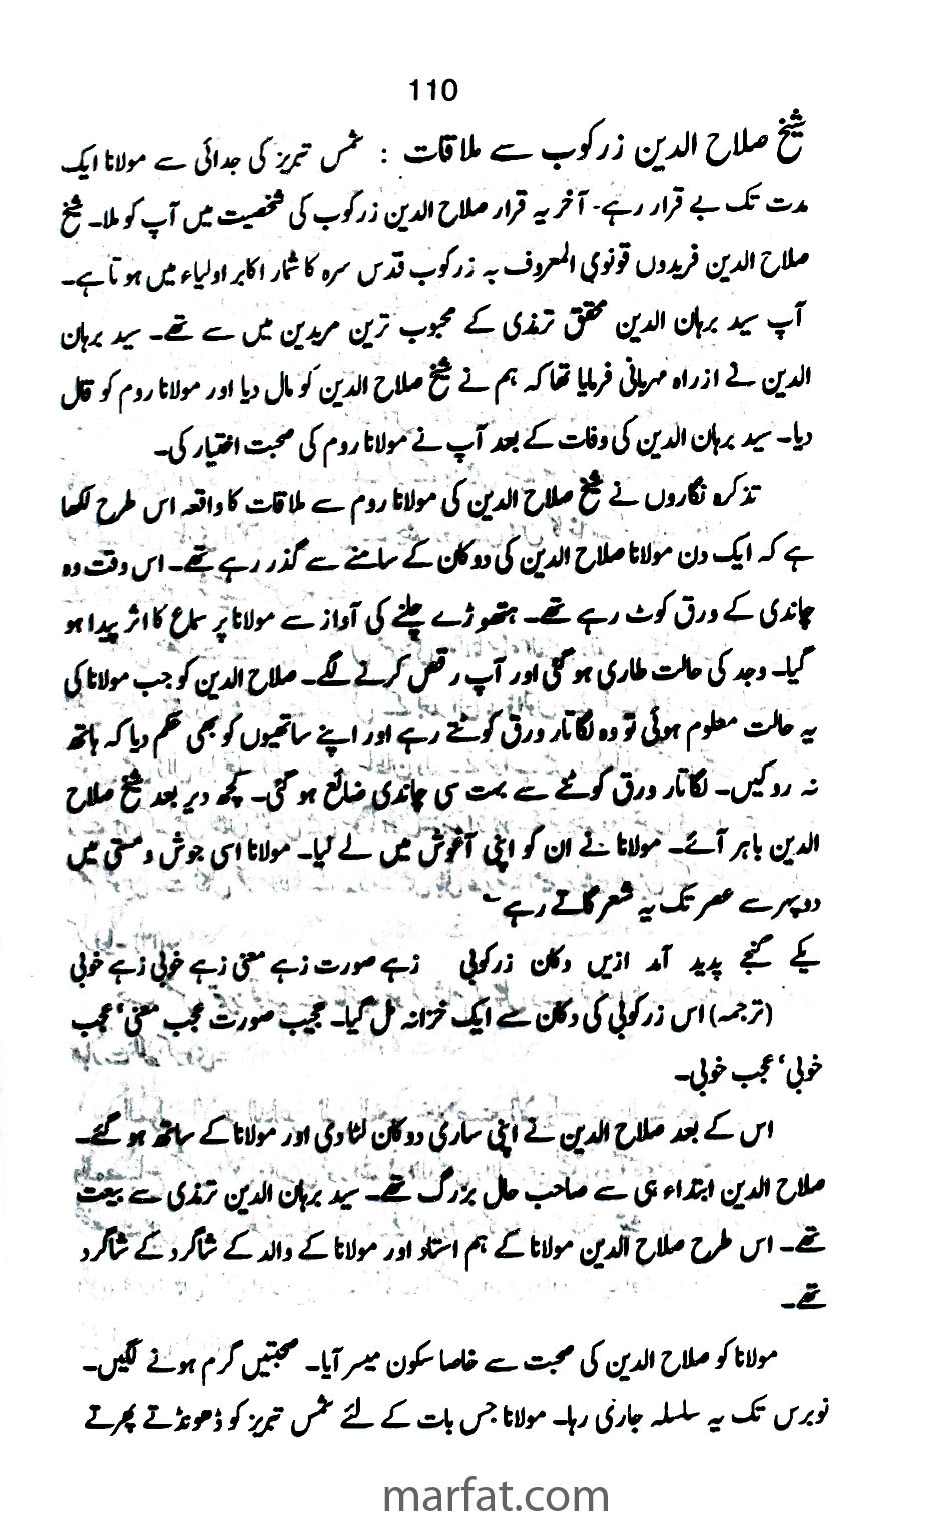 110
شیخ صلاح الدین زرکوب سے ملاقات : شمس تبریز کی جدائی سے مولانا ایک
مدت تک بے قرار رہے۔ آخر یہ قرار صلاح الدین زرکوب کی شخصیت میں آپ کو ملا۔ شیخ
صلاح الدین فریدوں قونوی المعروف بہ زرکوب قدس سرہ کا شمار اکابر اولیاء میں ہوتا ہے۔
آپ سید برہان الدین محقق ترمذی کے محبوب ترین مریدین میں سے تھے۔ سید برہان
الدین نے ازراہ مہربانی فرمایا تھا کہ ہم نے شیخ صلاح الدین کو مال دیا اور مولانا روم کو قال
دیا۔ سید برہان الدین کی وفات کے بعد آپ نے مولانا روم کی صحبت اختیار کی۔
تذکرہ نگاروں نے شیخ صلاح الدین کی مولانا روم سے ملاقات کا واقعہ اس طرح لکھا
ہے کہ ایک دن مولانا صلاح الدین کی دوکان کے سامنے سے گذر رہے تھے۔ اس وقت وہ
چاندی کے ورق کوٹ رہے تھے۔ ہتھوڑے چلنے کی آواز سے مولانا پر سماع کا اثر پیدا ہو
گیا۔ وجد کی حالت طاری ہو گئی اور آپ رقص کرنے لگے۔ صلاح الدین کو جب مولانا کی
یہ حالت معلوم ہوئی تو وہ لگاتار ورق کوٹتے رہے اور اپنے ساتھیوں کو بھی حکم دیا کہ ہاتھ
نہ روکیں۔ لگاتار ورق کوٹنے سے بہت سی چاندی ضائع ہو گئی۔ کچھ دیر بعد شیخ صلاح
الدین باہر آئے۔ مولانا نے ان کو اپنی آغوش میں لے لیا۔ مولانا اسی جوش و مستی میں
دوپہر سے عصر تک یہ شعر گاتے رہے ؎
یکے گنجے پدید آمد ازیں دکان زرکوبی زہے صورت زہے معنی زہے خوبی زہے خوبی
(ترجمہ) اس زرکوبی کی دکان سے ایک خزانہ مل گیا۔ عجیب صورت عجب معنی‘ عجب
خوبی‘ عجب خوبی۔
اس کے بعد صلاح الدین نے اپنی ساری دوکان لٹا دی اور مولانا کے ساتھ ہو گئے۔
صلاح الدین ابتداء ہی سے صاحب حال بزرگ تھے۔ سید برہان الدین ترمذی سے بیعت
تھے۔ اس طرح صلاح الدین مولانا کے ہم استاد اور مولانا کے والد کے شاگرد کے شاگرد
تھے۔
مولانا کو صلاح الدین کی صحبت سے خاصا سکون میسر آیا۔ صحبتیں گرم ہونے لگیں۔
نو برس تک یہ سلسلہ جاری رہا۔ مولانا جس بات کے لئے شمس تبریز کو ڈھونڈتے پھرتے
marfat.com